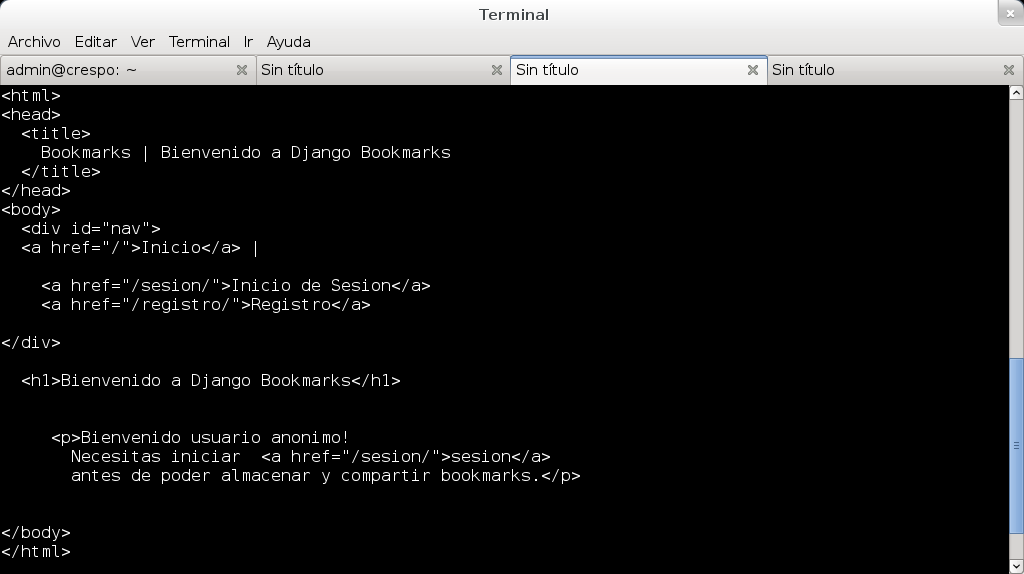 Terminal
Archivo Editar Ver Terminal Ir Ayuda
admin@crespo: ~ Sin título Sin título Sin título
<html>
<head>
  <title>
    Bookmarks | Bienvenido a Django Bookmarks
  </title>
</head>
<body>
  <div id="nav">
  <a href="/">Inicio</a> |
    <a href="/sesion/">Inicio de Sesion</a>
    <a href="/registro/">Registro</a>
</div>
  <h1>Bienvenido a Django Bookmarks</h1>
     <p>Bienvenido usuario anonimo!
       Necesitas iniciar  <a href="/sesion/">sesion</a>
       antes de poder almacenar y compartir bookmarks.</p>
</body>
</html>